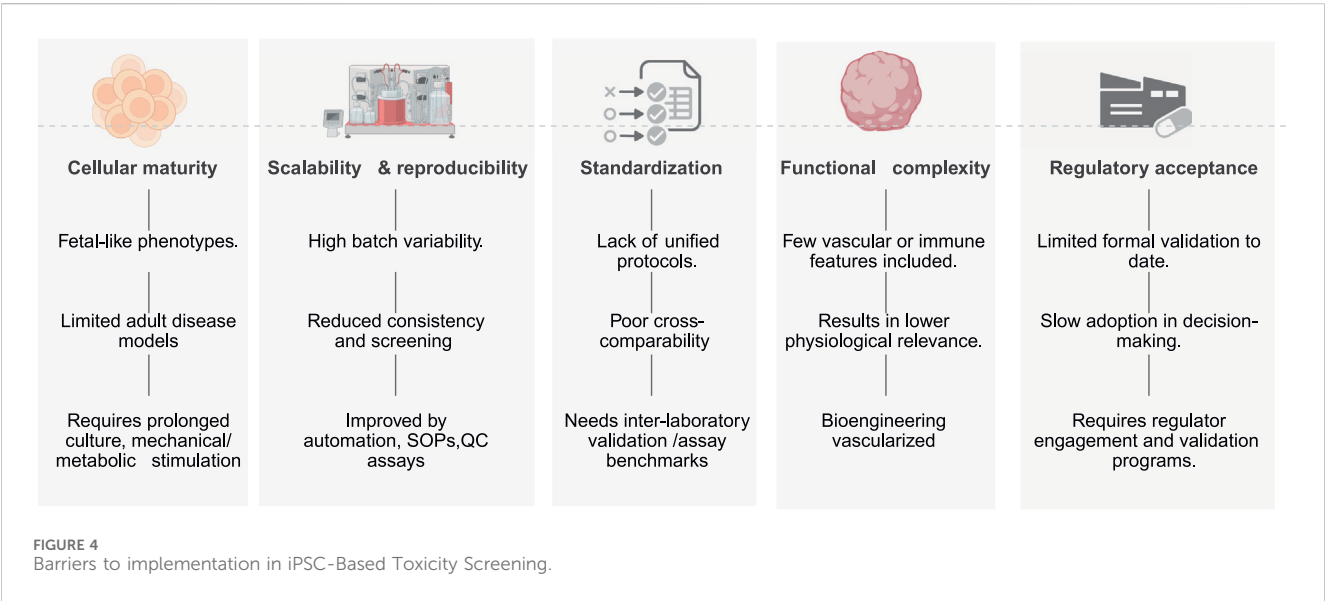 Cellular maturity
Fetal-like phenotypes.
Limited adult disease
models
Requires prolonged
culture, mechanical/
metabolic stimulation
Scalability & reproducibility
High batch variability.
Reduced consistency
and screening
Improved by
automation, SOPs,QC
assays
Standardization
Lack of unified
protocols.
Poor cross-
comparability
Needs inter-laboratory
validation /assay
benchmarks
Functional complexity
Few vascular or immune
features included.
Results in lower
physiological relevance.
Bioengineering
vascularized
Regulatory acceptance
Limited formal validation to
date.
Slow adoption in decision-
making.
Requires regulator
engagement and validation
programs.
FIGURE 4
Barriers to implementation in iPSC-Based Toxicity Screening.